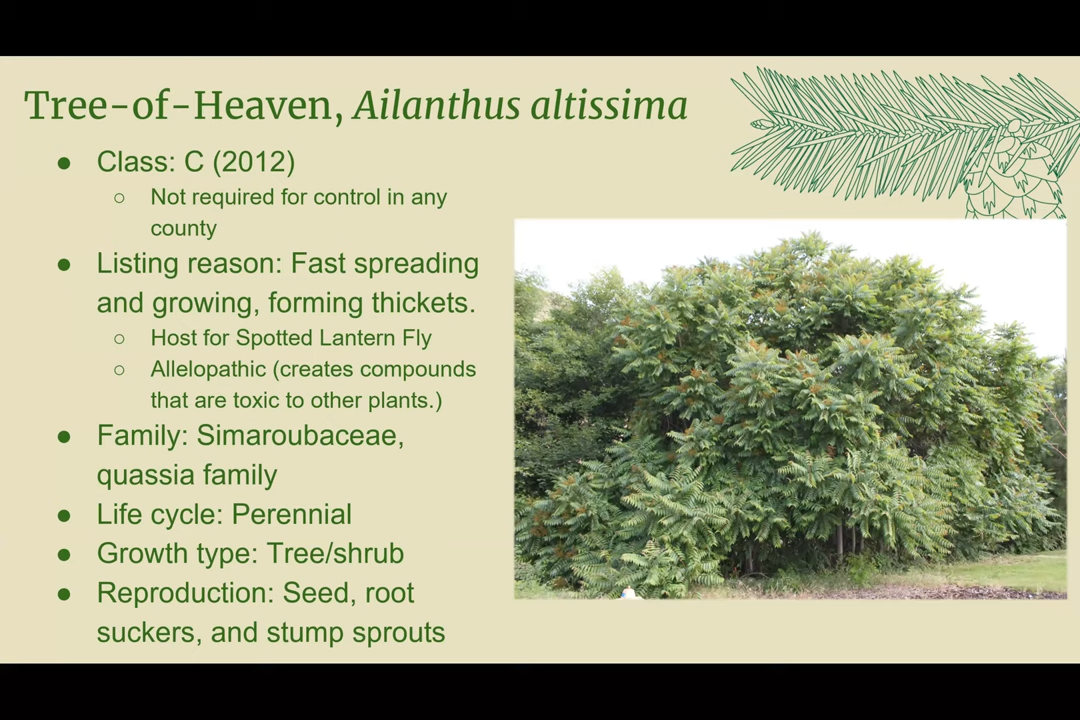 Tree-of-Heaven, Ailanthus altissima
● Class: C (2012)
○ Not required for control in any
county
● Listing reason: Fast spreading
and growing, forming thickets.
○ Host for Spotted Lantern Fly
○ Allelopathic (creates compounds
that are toxic to other plants.)
● Family: Simaroubaceae,
quassia family
● Life cycle: Perennial
● Growth type: Tree/shrub
● Reproduction: Seed, root
suckers, and stump sprouts